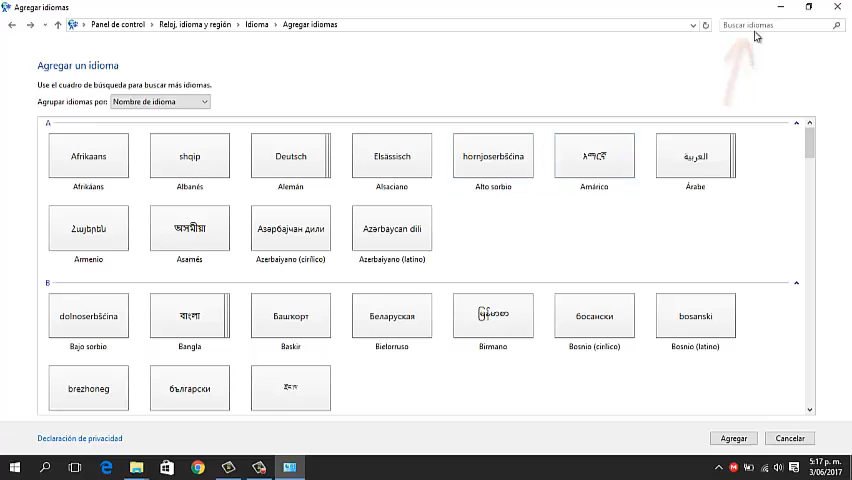 Agregar idiomas
Panel de control › Reloj, idioma y región › Idioma › Agregar idiomas
Buscar idiomas
Agregar un idioma
Use el cuadro de búsqueda para buscar más idiomas.
Agrupar idiomas por: Nombre de idioma
A
Afrikaans shqip Deutsch Elsässisch hornjoserbšćina አማርኛ العربية
Afrikáans Albanés Alemán Alsaciano Alto sorbio Amárico Árabe
Հայերեն অসমীয়া Азәрбајҹан дили Azərbaycan dili
Armenio Asamés Azerbaiyano (cirílico) Azerbaiyano (latino)
B
dolnoserbšćina বাংলা Башҡорт Беларуская မြန်မာစာ босански bosanski
Bajo sorbio Bangla Baskir Bielorruso Birmano Bosnio (cirílico) Bosnio (latino)
brezhoneg български
Declaración de privacidad
Agregar Cancelar
5:17 p. m.
3/06/2017